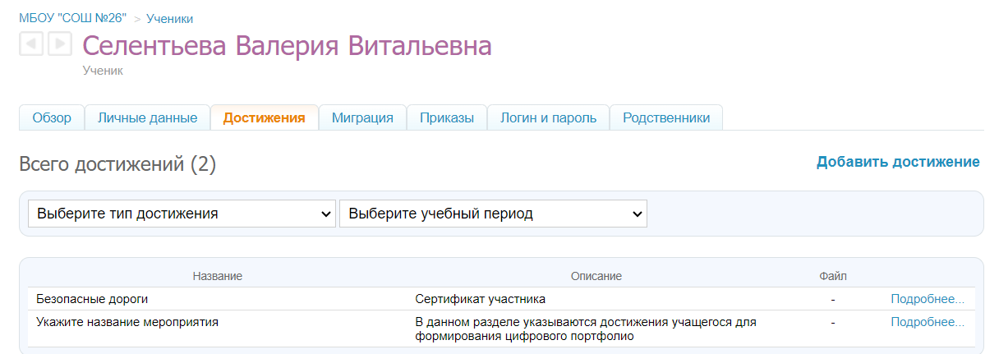 МБОУ "СОШ №26" > Ученики
Селентьева Валерия Витальевна
Ученик
Обзор Личные данные Достижения Миграция Приказы Логин и пароль Родственники
Всего достижений (2) Добавить достижение
Выберите тип достижения Выберите учебный период
Название Описание Файл
Безопасные дороги Сертификат участника - Подробнее...
Укажите название мероприятия В данном разделе указываются достижения учащегося для - Подробнее...
формирования цифрового портфолио